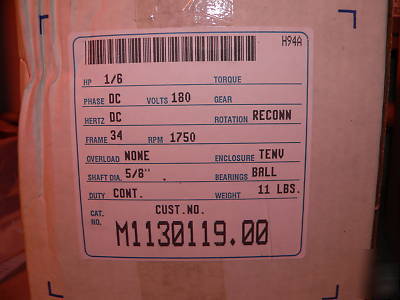 H94A
HP 1/6 TORQUE
PHASE DC VOLTS 180 GEAR
HERTZ DC ROTATION RECONN
FRAME 34 RPM 1750
OVERLOAD NONE ENCLOSURE TENV
SHAFT DIA. 5/8" BEARINGS BALL
DUTY CONT. WEIGHT 11 LBS.
CAT. NO. CUST.NO.
M1130119.00